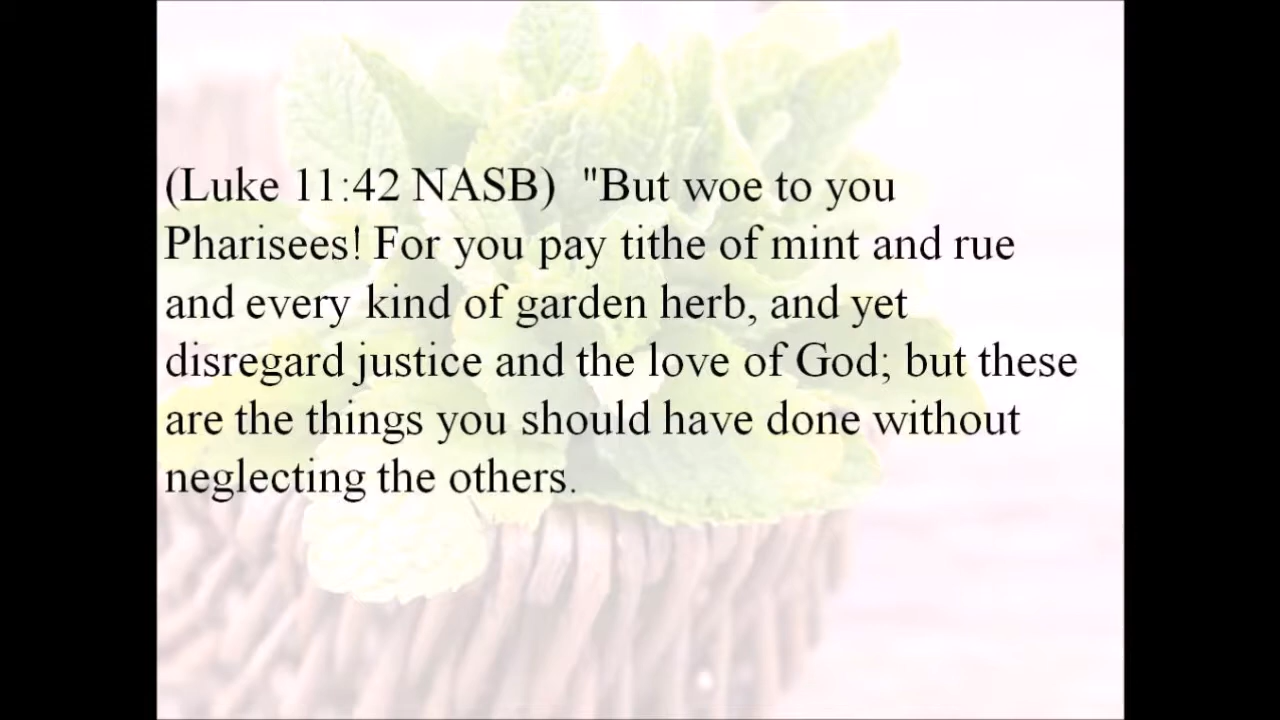 (Luke 11:42 NASB)  "But woe to you
Pharisees! For you pay tithe of mint and rue
and every kind of garden herb, and yet
disregard justice and the love of God; but these
are the things you should have done without
neglecting the others.